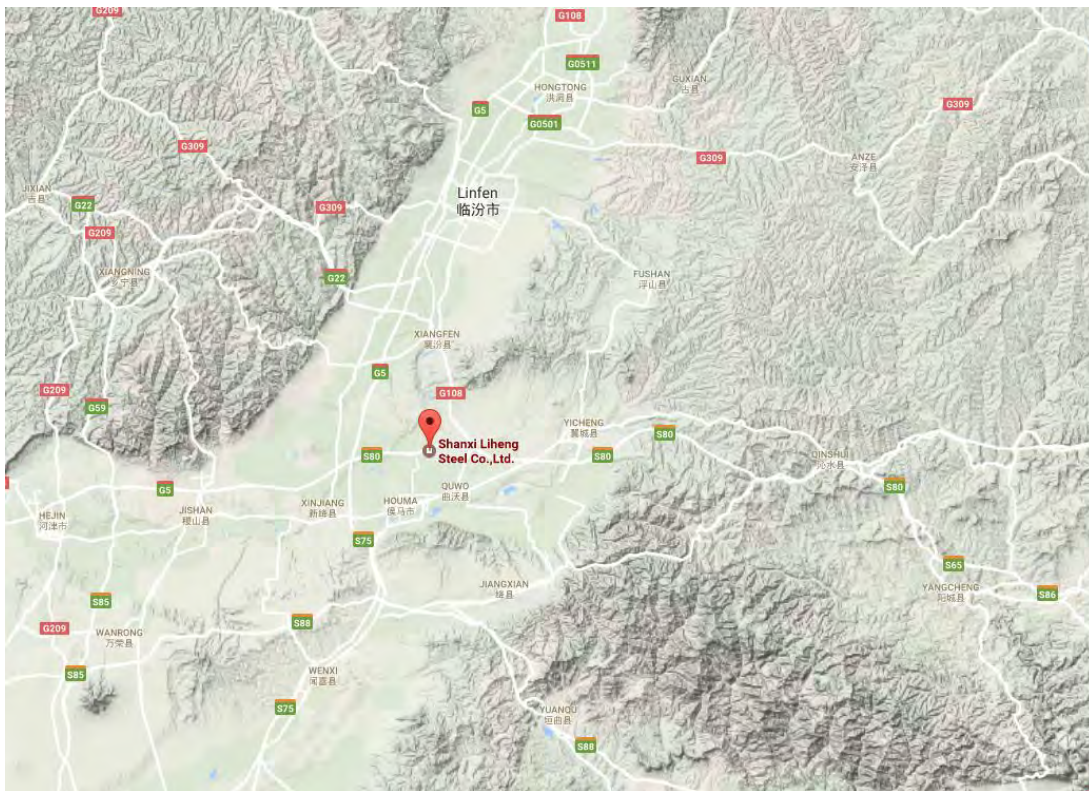 G209
G108
G0511
GUXIAN
古县
HONGTONG
洪洞县
G5
G309
G0501
G309
G309
ANZE
安泽县
JIXIAN
吉县
G22
Linfen
临汾市
G309
G209
XIANGNING
乡宁县
G22
FUSHAN
浮山县
XIANGFEN
襄汾县
G5
G209
G108
G59
YICHENG
翼城县
S80
Shanxi Liheng
Steel Co.,Ltd.
S80
S80
QINSHUI
沁水县
S80
G5
QUWO
曲沃县
HOUMA
侯马市
XINJIANG
新绛县
JISHAN
稷山县
HEJIN
河津市
S75
S65
JIANGXIAN
绛县
YANGCHENG
阳城县
S86
S85
S88
G209
WANRONG
万荣县
S85
WENXI
闻喜县
S75
YUANQU
垣曲县
S88